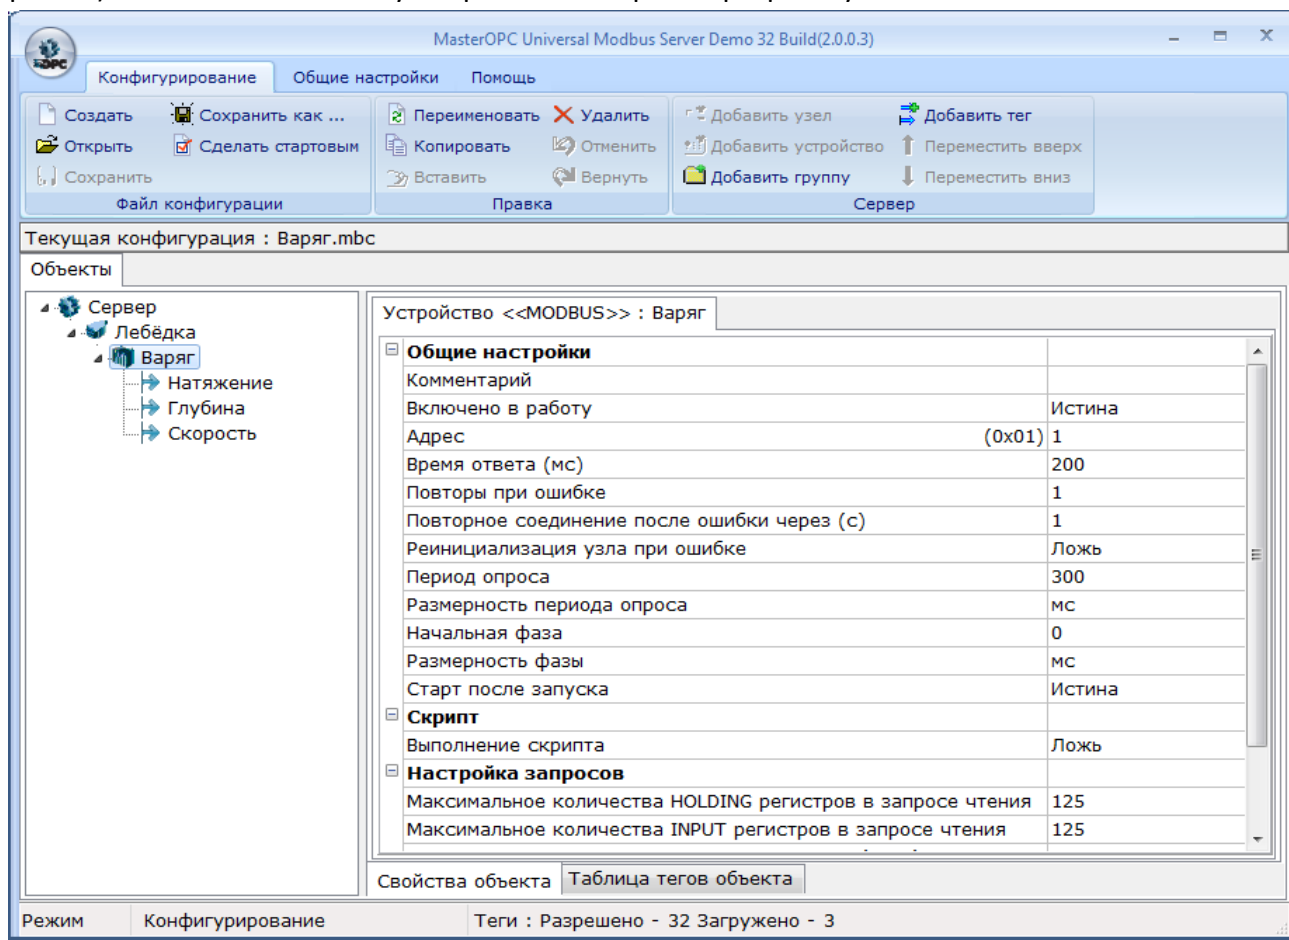 MasterOPC Universal Modbus Server Demo 32 Build(2.0.0.3)
OPC
Конфигурирование Общие настройки Помощь
Создать Сохранить как ... Переименовать Удалить Добавить узел Добавить тег
Открыть Сделать стартовым Копировать Отменить Добавить устройство Переместить вверх
Сохранить Вставить Вернуть Добавить группу Переместить вниз
Файл конфигурации Правка Сервер
Текущая конфигурация : Варяг.mbc
Объекты
Сервер
Лебёдка
Варяг
Натяжение
Глубина
Скорость
Устройство <<MODBUS>> : Варяг
Общие настройки
Комментарий
Включено в работу Истина
Адрес (0x01) 1
Время ответа (мс) 200
Повторы при ошибке 1
Повторное соединение после ошибки через (с) 1
Реинициализация узла при ошибке Ложь
Период опроса 300
Размерность периода опроса мс
Начальная фаза 0
Размерность фазы мс
Старт после запуска Истина
Скрипт
Выполнение скрипта Ложь
Настройка запросов
Максимальное количества HOLDING регистров в запросе чтения 125
Максимальное количества INPUT регистров в запросе чтения 125
Свойства объекта Таблица тегов объекта
Режим Конфигурирование Теги : Разрешено - 32 Загружено - 3